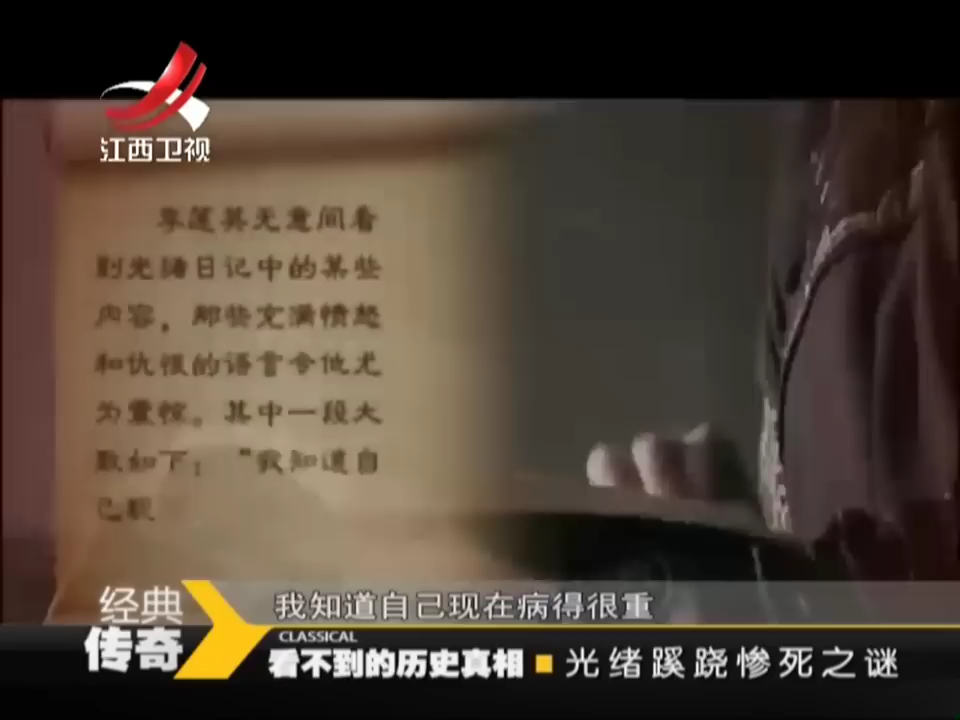 江西卫视
李莲英无意间看
到光绪日记中的某些
内容，那些充满愤怒
和仇恨的语言令他尤
为震惊。其中一段大
致如下：“我知道自
己现
我知道自己现在病得很重
经典
传奇
CLASSICAL
看不到的历史真相
光绪蹊跷惨死之谜